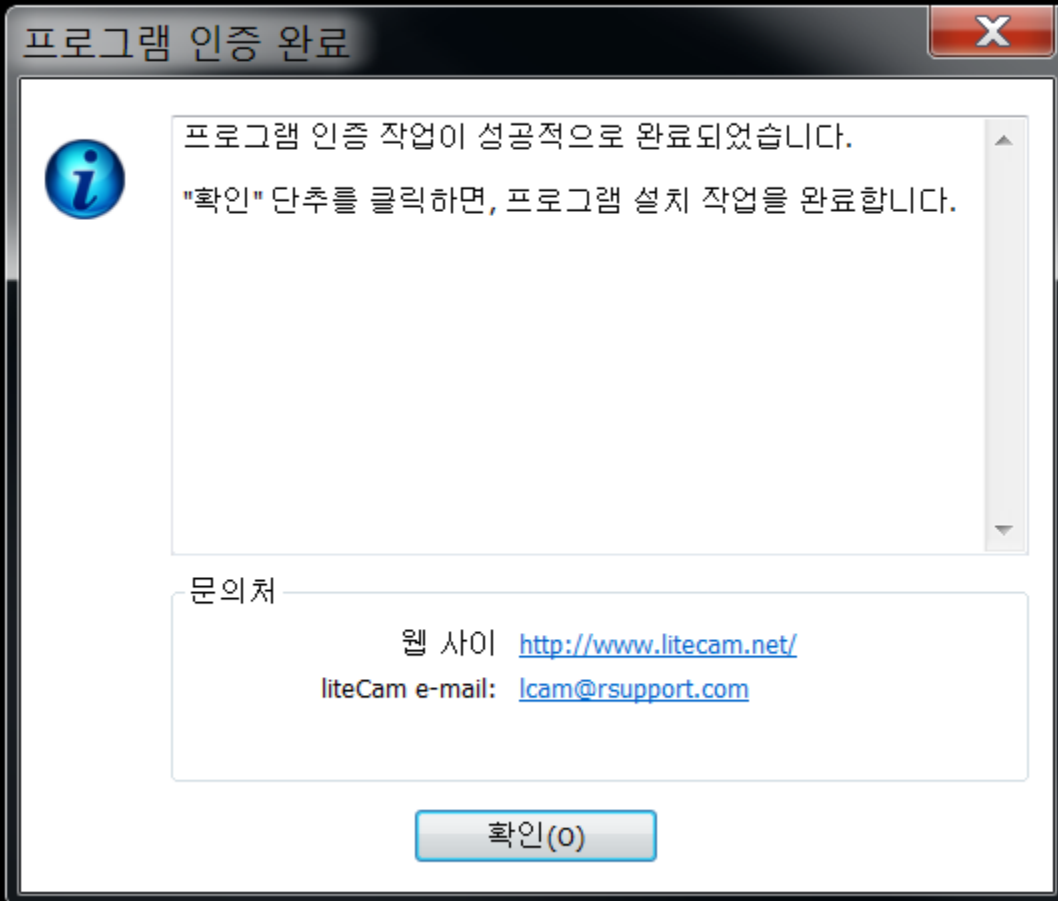 프로그램 인증 완료
프로그램 인증 작업이 성공적으로 완료되었습니다.
"확인" 단추를 클릭하면, 프로그램 설치 작업을 완료합니다.
문의처
웹 사이 http://www.litecam.net/
liteCam e-mail: lcam@rsupport.com
확인(O)